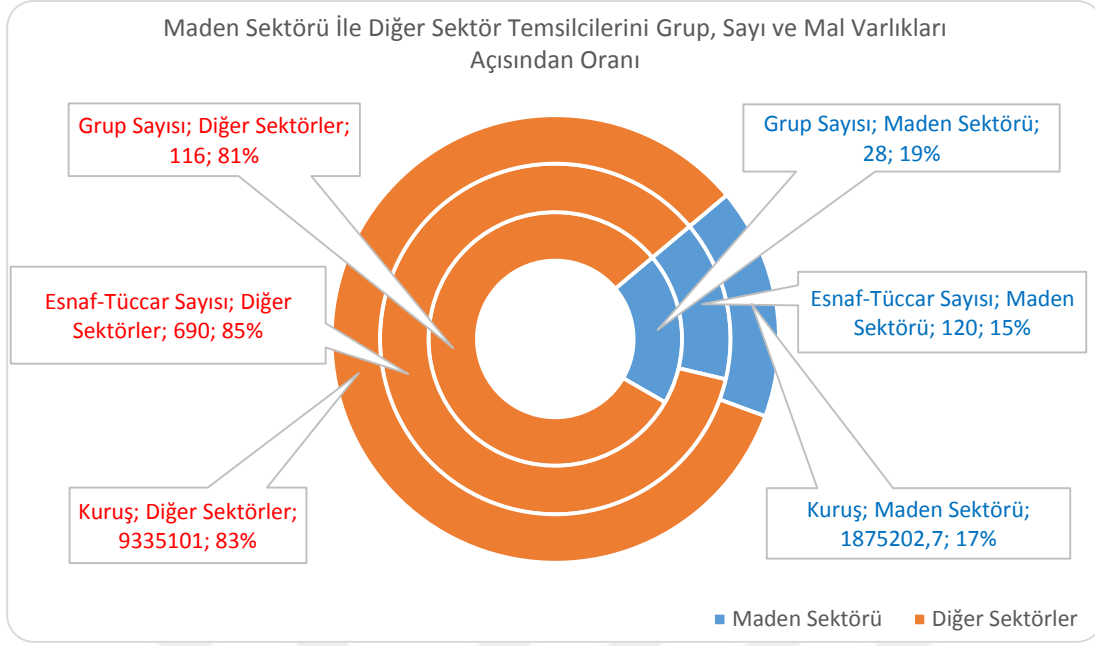 Maden Sektörü İle Diğer Sektör Temsilcilerini Grup, Sayı ve Mal Varlıkları
Açısından Oranı
Grup Sayısı; Diğer Sektörler;
116; 81%
Grup Sayısı; Maden Sektörü;
28; 19%
Esnaf-Tüccar Sayısı; Diğer
Sektörler; 690; 85%
Esnaf-Tüccar Sayısı; Maden
Sektörü; 120; 15%
Kuruş; Diğer Sektörler;
9335101; 83%
Kuruş; Maden Sektörü;
1875202,7; 17%
Maden Sektörü Diğer Sektörler